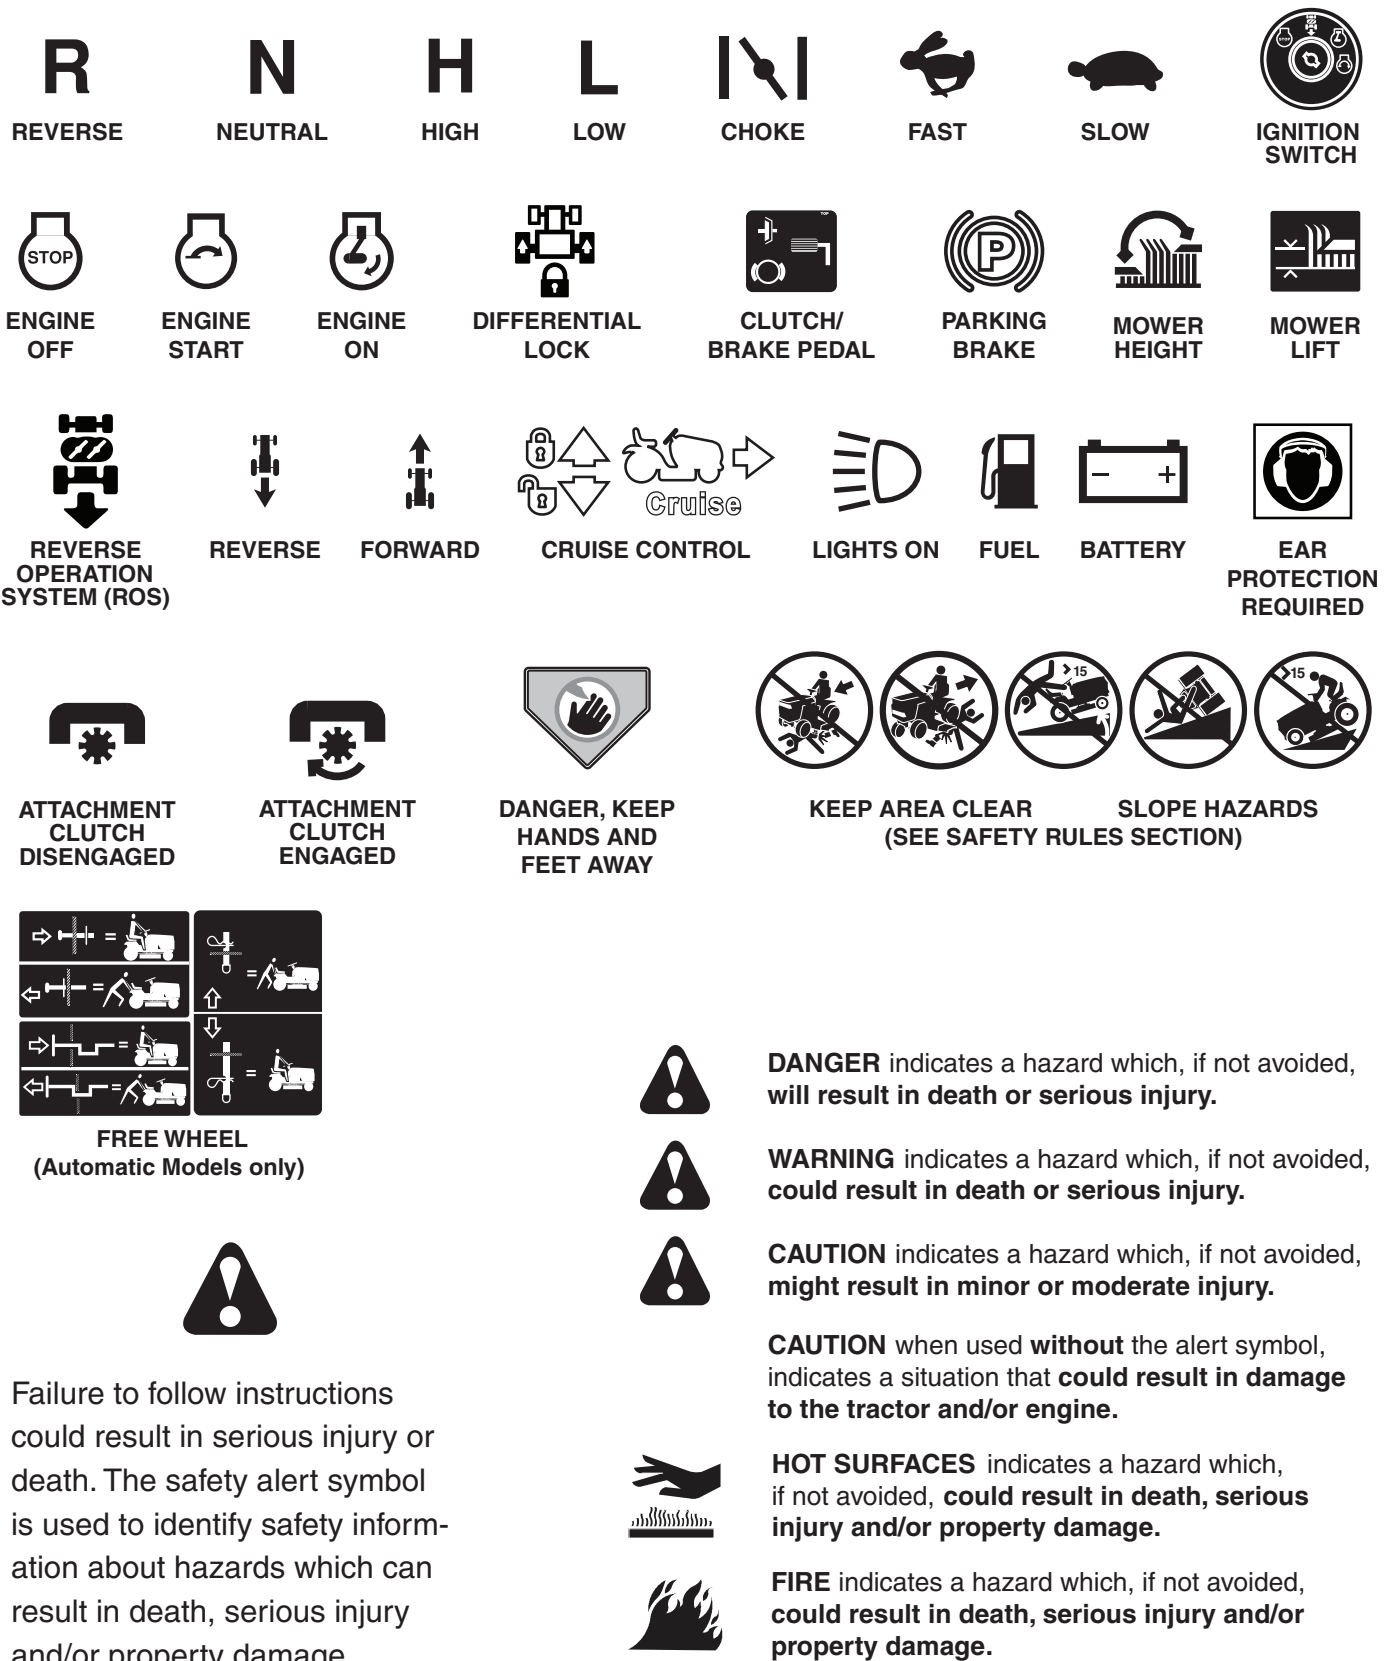 R N H L
REVERSE NEUTRAL HIGH LOW CHOKE FAST SLOW IGNITION
SWITCH
STOP
TOP
P
ENGINE
OFF
ENGINE
START
ENGINE
ON
DIFFERENTIAL
LOCK
CLUTCH/
BRAKE PEDAL
PARKING
BRAKE
MOWER
HEIGHT
MOWER
LIFT
Cruise
- +
REVERSE
OPERATION
SYSTEM (ROS)
REVERSE
FORWARD
CRUISE CONTROL
LIGHTS ON
FUEL
BATTERY
EAR
PROTECTION
REQUIRED
>15
>15
ATTACHMENT
CLUTCH
DISENGAGED
ATTACHMENT
CLUTCH
ENGAGED
DANGER, KEEP
HANDS AND
FEET AWAY
KEEP AREA CLEAR SLOPE HAZARDS
(SEE SAFETY RULES SECTION)
=
=
=
=
=
=
FREE WHEEL
(Automatic Models only)
Failure to follow instructions
could result in serious injury or
death. The safety alert symbol
is used to identify safety inform-
ation about hazards which can
result in death, serious injury
and/or property damage
DANGER indicates a hazard which, if not avoided,
will result in death or serious injury.
WARNING indicates a hazard which, if not avoided,
could result in death or serious injury.
CAUTION indicates a hazard which, if not avoided,
might result in minor or moderate injury.
CAUTION when used without the alert symbol,
indicates a situation that could result in damage
to the tractor and/or engine.
HOT SURFACES indicates a hazard which,
if not avoided, could result in death, serious
injury and/or property damage.
FIRE indicates a hazard which, if not avoided,
could result in death, serious injury and/or
property damage.